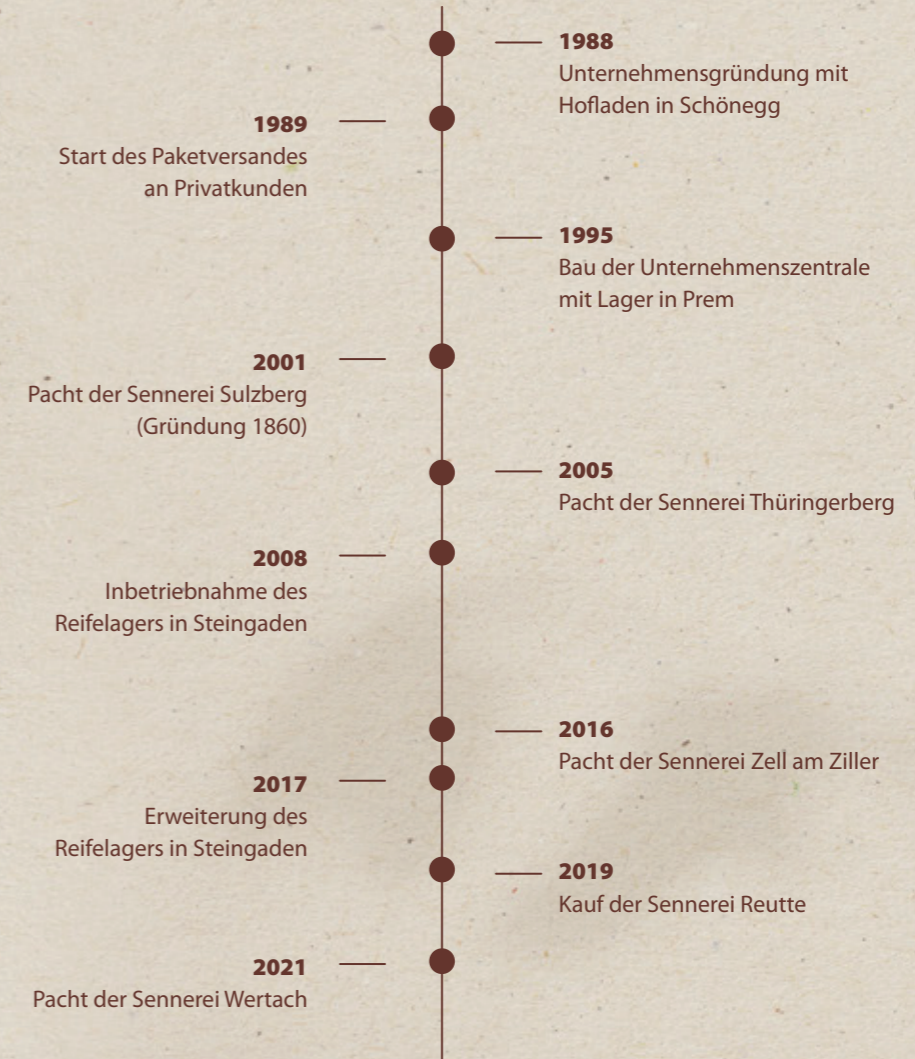 1988
Unternehmensgründung mit
Hofladen in Schönegg
1989
Start des Paketversandes
an Privatkunden
1995
Bau der Unternehmenszentrale
mit Lager in Prem
2001
Pacht der Sennerei Sulzberg
(Gründung 1860)
2005
Pacht der Sennerei Thüringerberg
2008
Inbetriebnahme des
Reifelagers in Steingaden
2016
Pacht der Sennerei Zell am Ziller
2017
Erweiterung des
Reifelagers in Steingaden
2019
Kauf der Sennerei Reutte
2021
Pacht der Sennerei Wertach